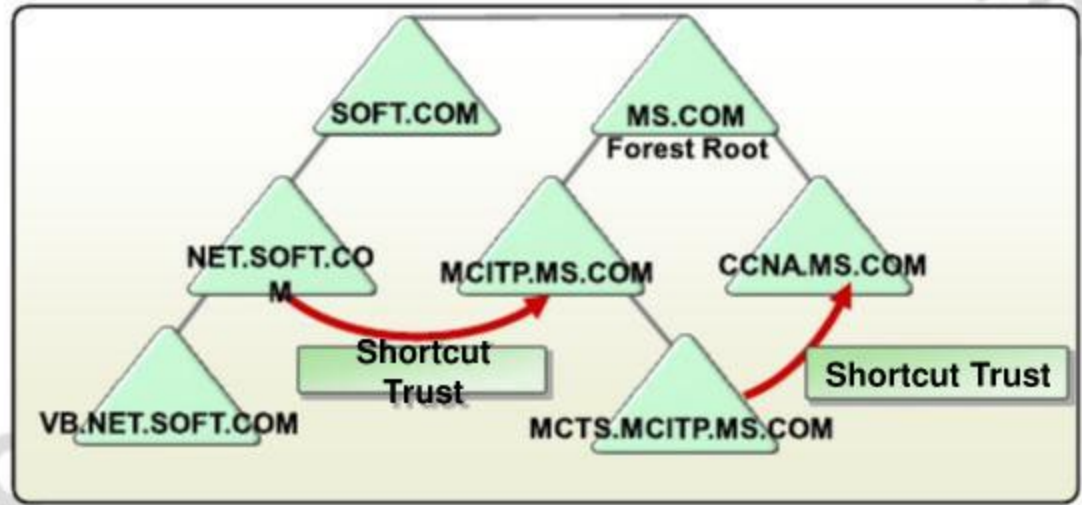 SOFT.COM
MS.COM
Forest Root
NET.SOFT.CO
M
MCITP.MS.COM
CCNA.MS.COM
Shortcut
Trust
Shortcut Trust
VB.NET.SOFT.COM
MCTS.MCITP.MS.COM